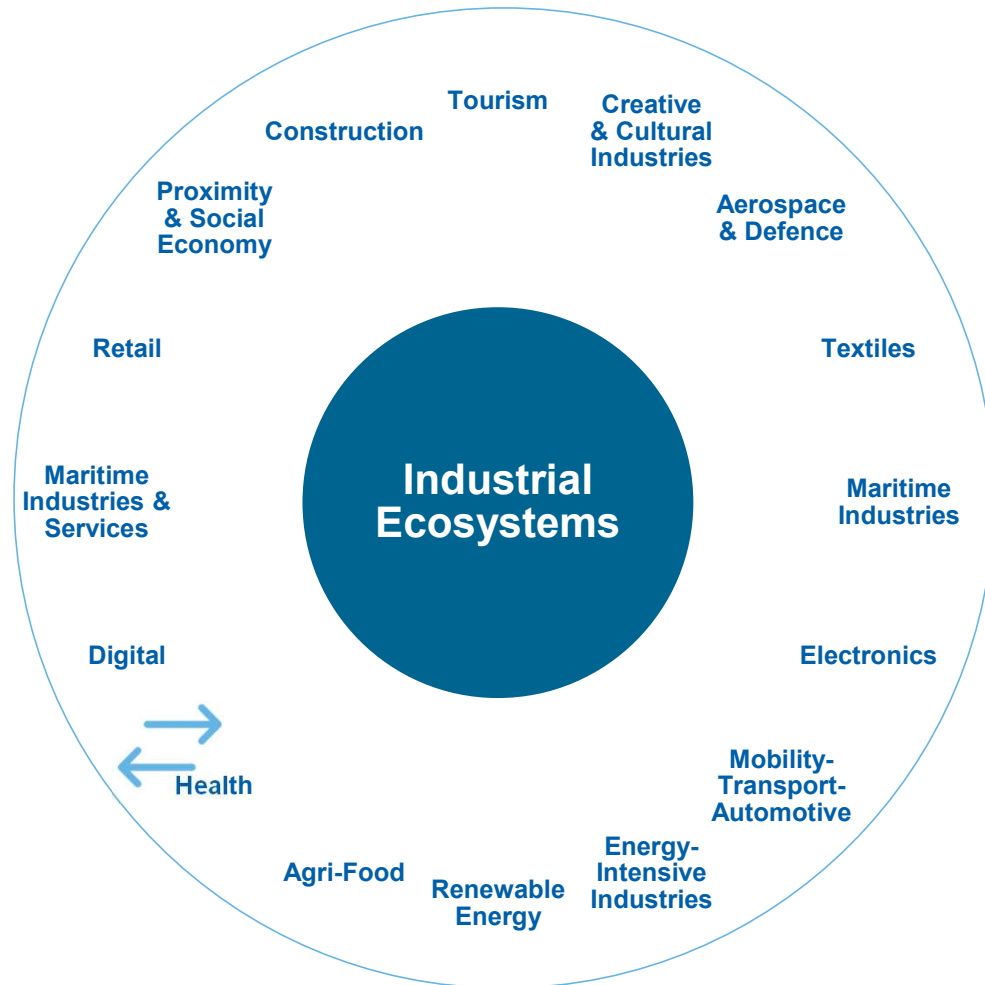 Tourism
Creative
& Cultural
Industries
Construction
Proximity
& Social
Economy
Aerospace
& Defence
Retail
Textiles
Maritime
Industries &
Services
Industrial
Ecosystems
Maritime
Industries
Digital
Electronics
Health
Mobility-
Transport-
Automotive
Agri-Food
Renewable
Energy
Energy-
Intensive
Industries